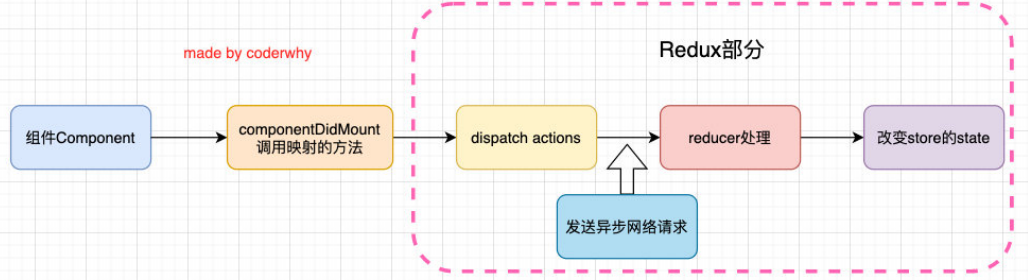 made by coderwhy
Redux部分
组件Component
componentDidMount
调用映射的方法
dispatch actions
reducer处理
改变store的state
发送异步网络请求